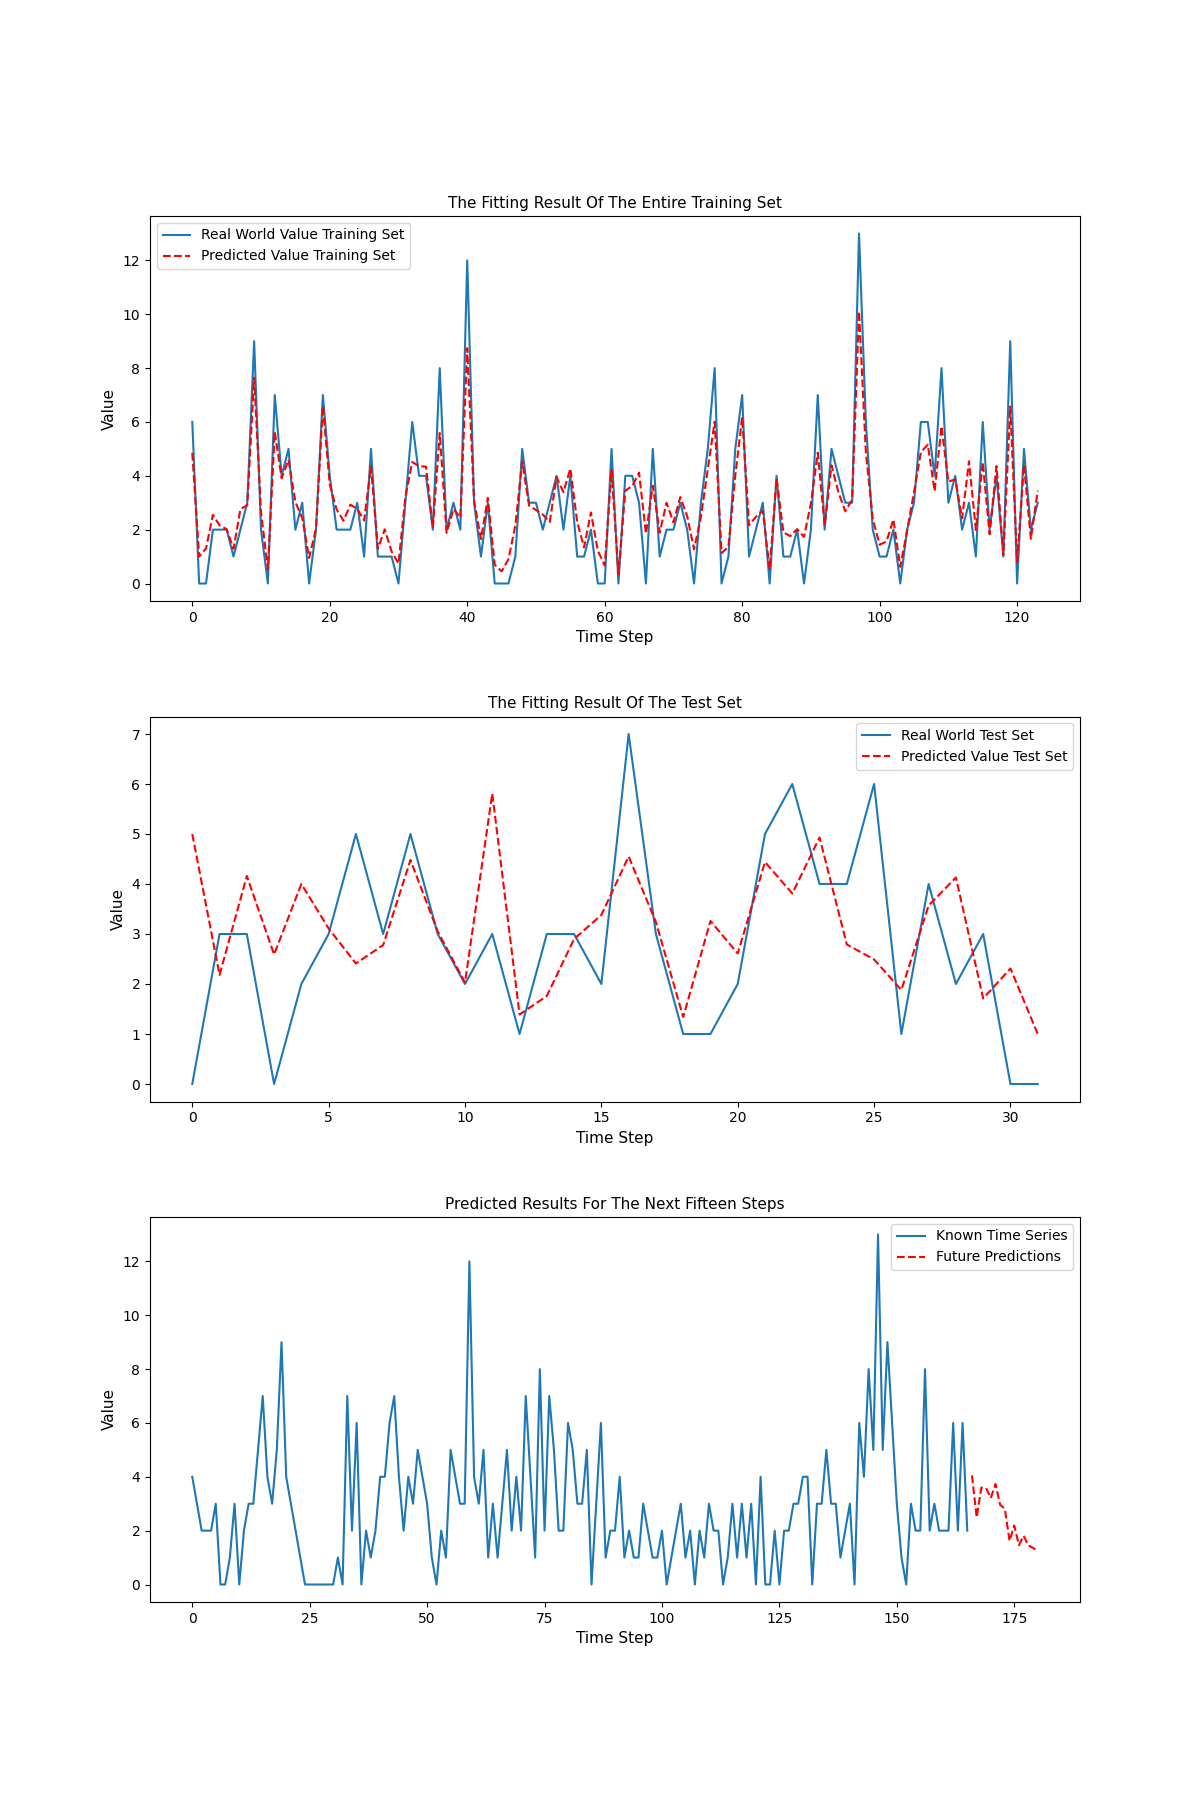 The Fitting Result Of The Entire Training Set
Real World Value Training Set
Predicted Value Training Set
Value
12
10
8
6
4
2
0
0 20 40 60 80 100 120
Time Step
The Fitting Result Of The Test Set
Real World Test Set
Predicted Value Test Set
Value
7
6
5
4
3
2
1
0
0 5 10 15 20 25 30
Time Step
Predicted Results For The Next Fifteen Steps
Known Time Series
Future Predictions
Value
12
10
8
6
4
2
0
0 25 50 75 100 125 150 175
Time Step